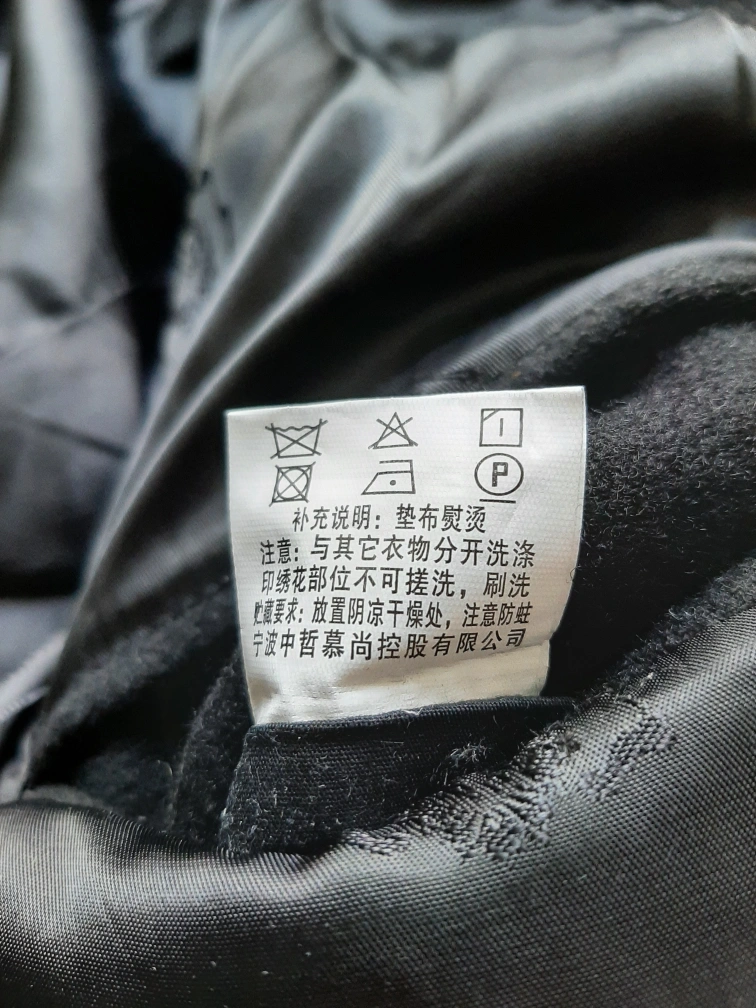 P
补充说明：垫布熨烫
注意：与其它衣物分开洗涤
印绣花部位不可搓洗，刷洗
贮藏要求：放置阴凉干燥处，注意防蛀
宁波中哲慕尚控股有限公司